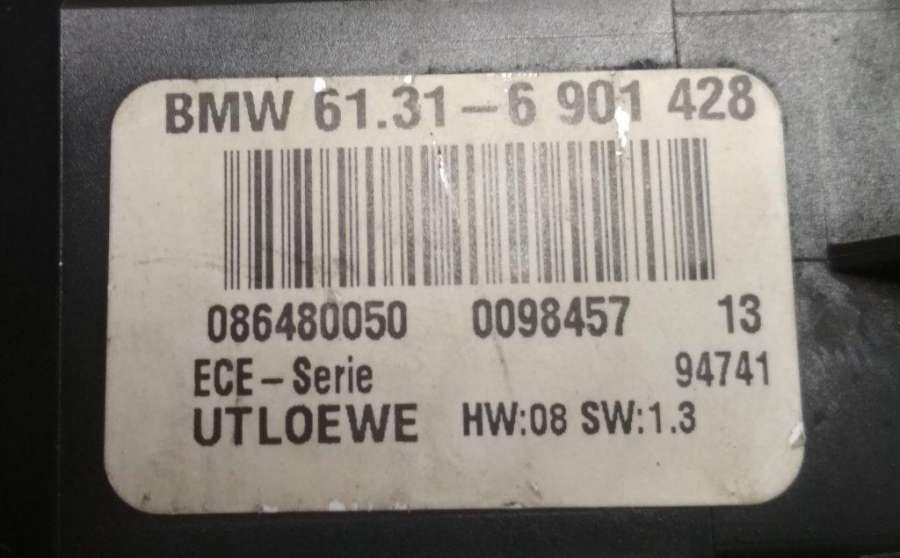 BMW 61.31-6 901 428
086480050 0098457 13
ECE-Serie 94741
UTLOEWE HW:08 SW:1.3